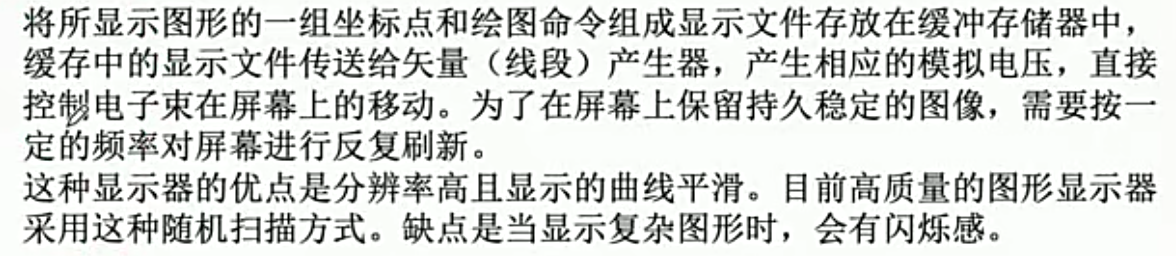 将所显示图形的一组坐标点和绘图命令组成显示文件存放在缓冲存储器中，
缓存中的显示文件传送给矢量（线段）产生器，产生相应的模拟电压，直接
控制电子束在屏幕上的移动。为了在屏幕上保留持久稳定的图像，需要按一
定的频率对屏幕进行反复刷新。
这种显示器的优点是分辨率高且显示的曲线平滑。目前高质量的图形显示器
采用这种随机扫描方式。缺点是当显示复杂图形时，会有闪烁感。